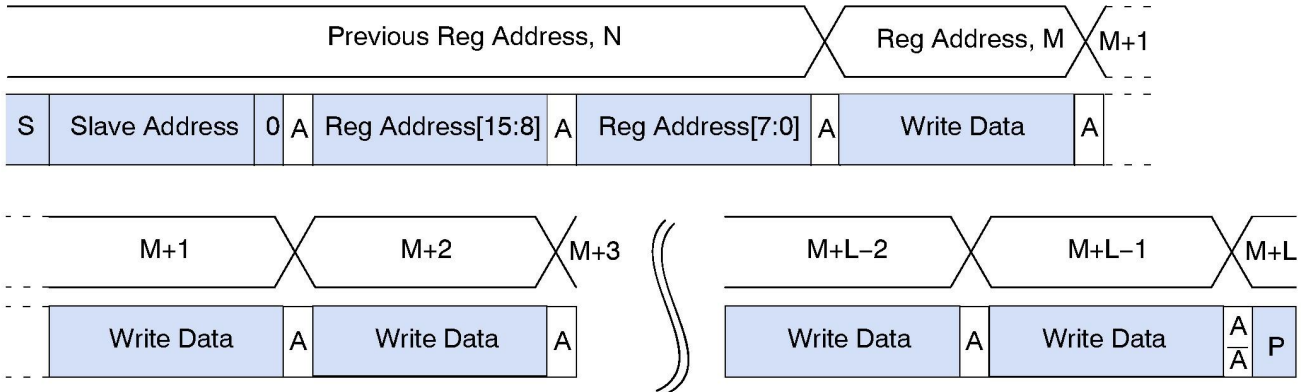 Previous Reg Address, N Reg Address, M M+1
S Slave Address 0 A Reg Address[15:8] A Reg Address[7:0] A Write Data A
M+1 M+2 M+3 M+L−2 M+L−1 M+L
Write Data A Write Data A Write Data A Write Data A/A̅ P